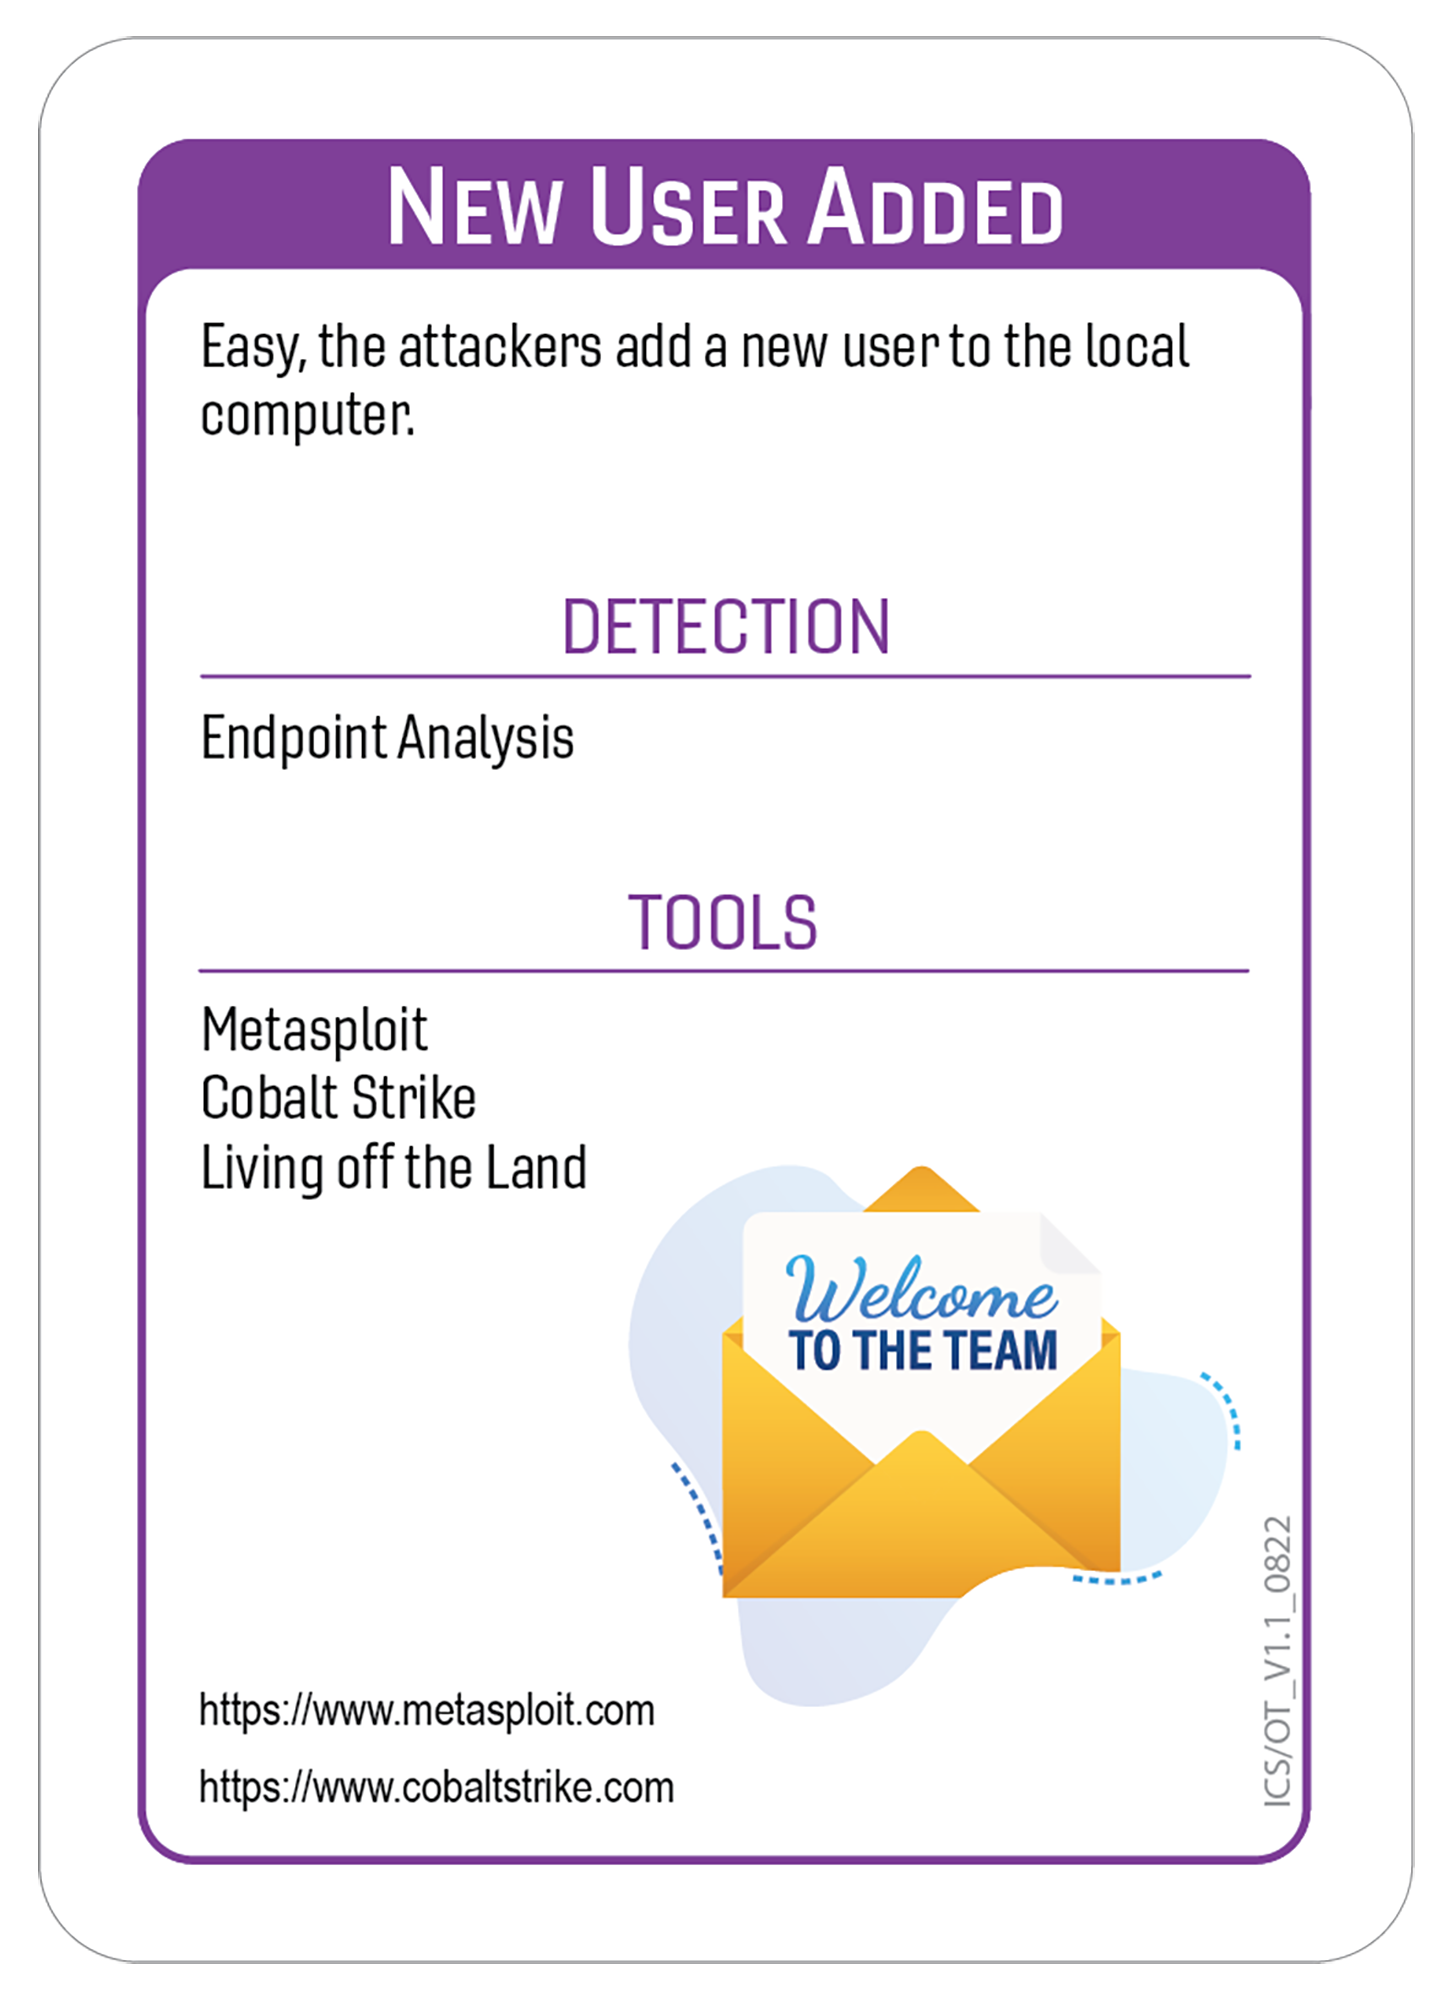 NEW USER ADDED
Easy, the attackers add a new user to the local
computer.
DETECTION
Endpoint Analysis
TOOLS
Metasploit
Cobalt Strike
Living off the Land
Welcome
TO THE TEAM
https://www.metasploit.com
https://www.cobaltstrike.com
ICS/OT_V1.1_0822